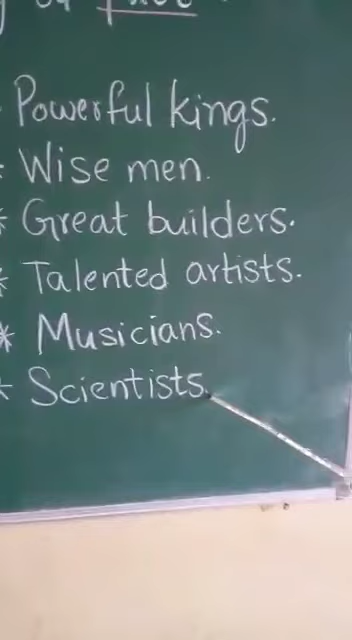 * Powerful kings.
* Wise men.
* Great builders.
* Talented artists.
* Musicians.
* Scientists.